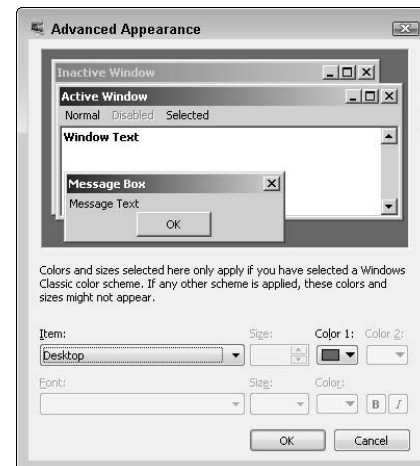 Advanced Appearance
Inactive Window
Active Window
Normal Disabled Selected
Window Text
Message Box
Message Text
OK
Colors and sizes selected here only apply if you have selected a Windows
Classic color scheme. If any other scheme is applied, these colors and
sizes might not appear.
Item: Size: Color 1: Color 2:
Desktop
Font: Size: Color:
B I
OK Cancel